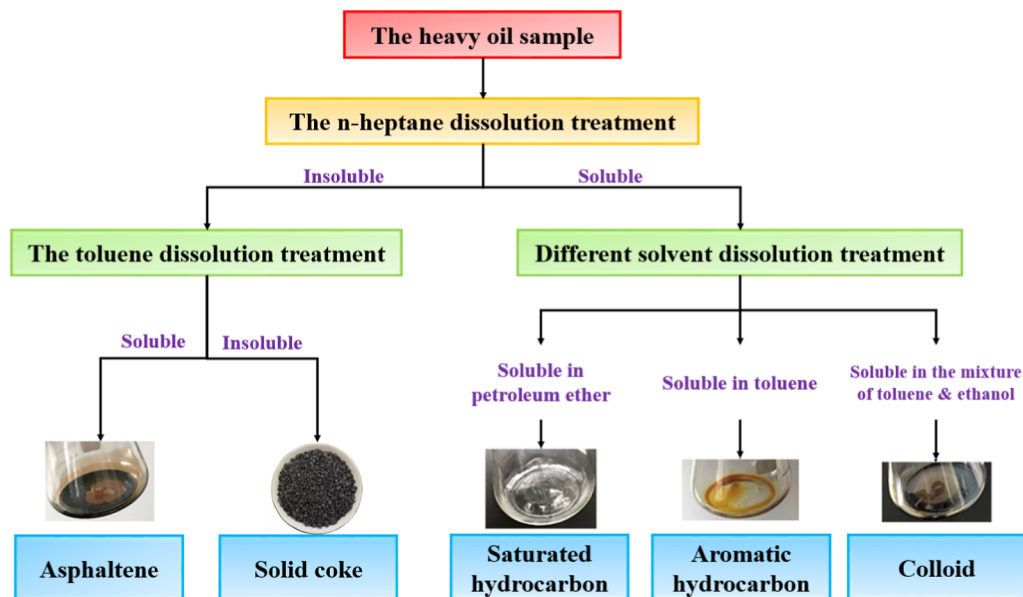 The heavy oil sample
The n-heptane dissolution treatment
Insoluble
Soluble
The toluene dissolution treatment
Different solvent dissolution treatment
Soluble
Insoluble
Soluble in
petroleum ether
Soluble in toluene
Soluble in the mixture
of toluene & ethanol
Asphaltene
Solid coke
Saturated
hydrocarbon
Aromatic
hydrocarbon
Colloid